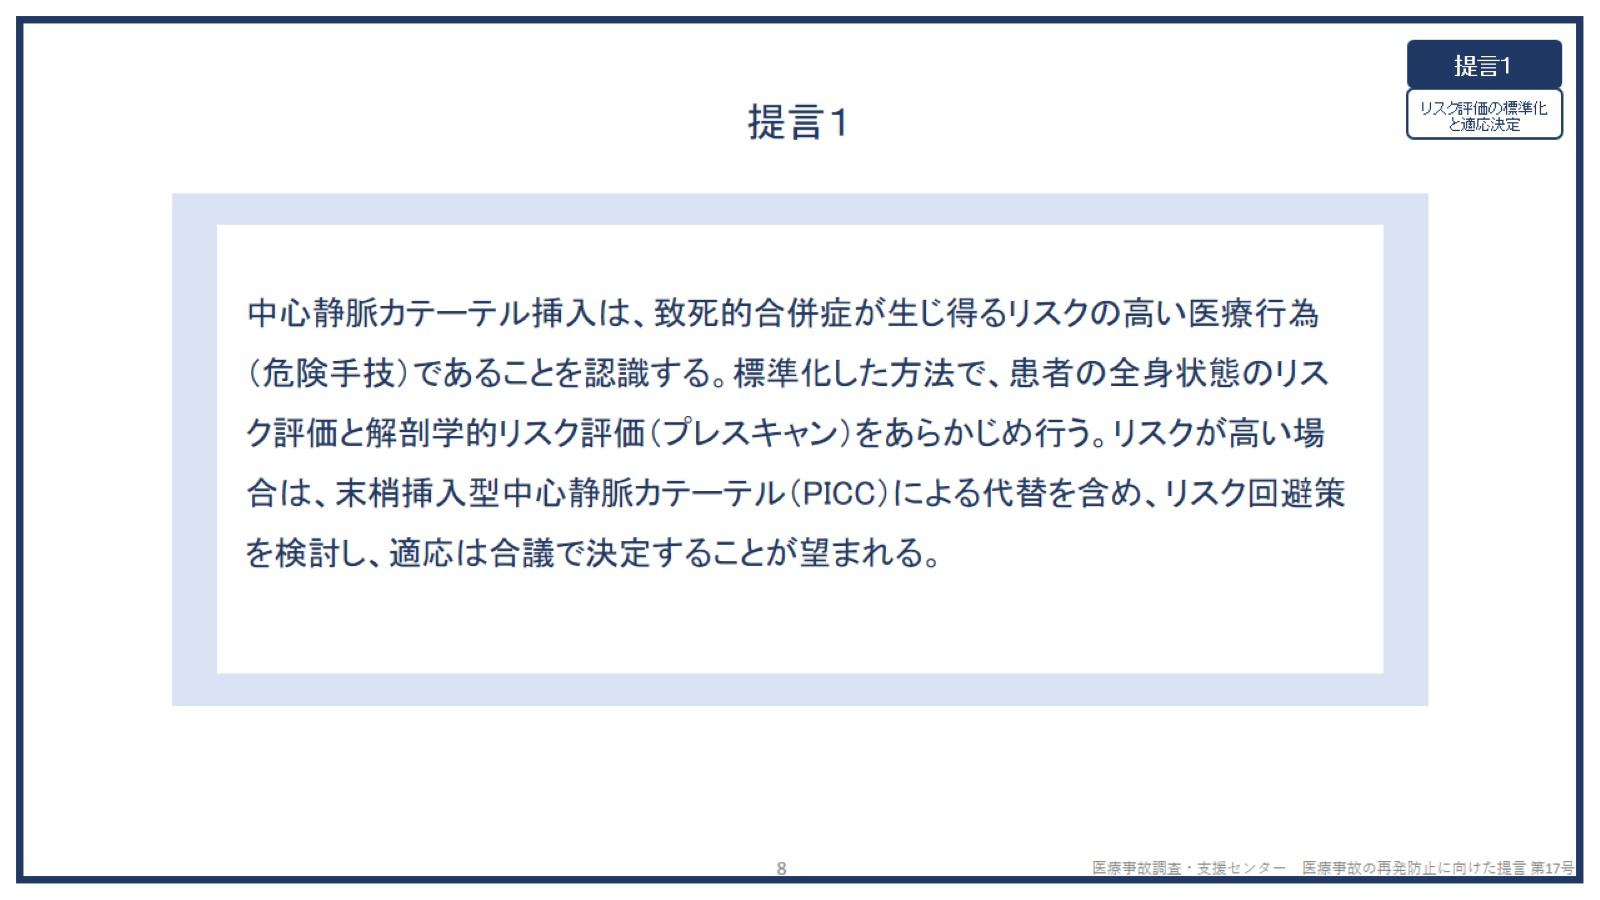 提言1
リスク評価の標準化
と適応決定
提言１
中心静脈カテーテル挿入は、致死的合併症が生じ得るリスクの高い医療行為
（危険手技）であることを認識する。標準化した方法で、患者の全身状態のリス
ク評価と解剖学的リスク評価（プレスキャン）をあらかじめ行う。リスクが高い場
合は、末梢挿入型中心静脈カテーテル（PICC）による代替を含め、リスク回避策
を検討し、適応は合議で決定することが望まれる。
8
医療事故調査・支援センター　医療事故の再発防止に向けた提言 第17号